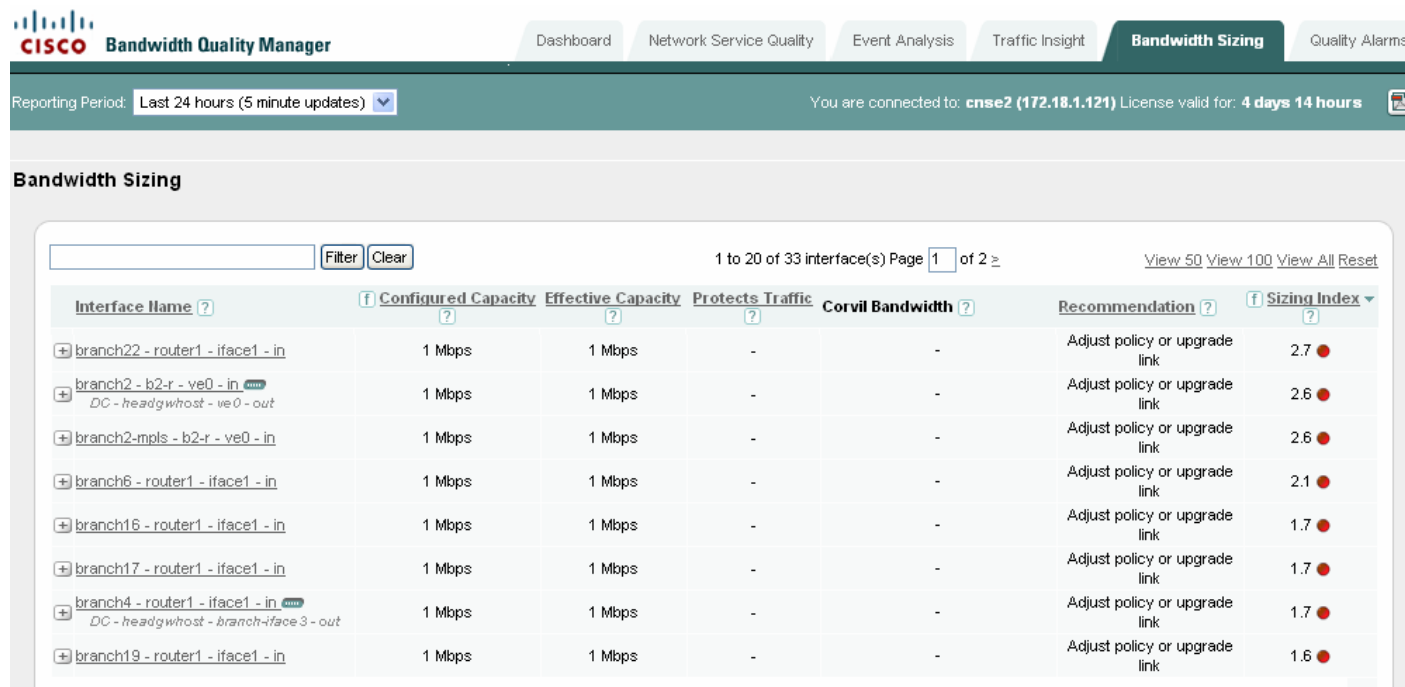 CISCO Bandwidth Quality Manager
Dashboard Network Service Quality Event Analysis Traffic Insight Bandwidth Sizing Quality Alarms
Reporting Period: Last 24 hours (5 minute updates) You are connected to: cnse2 (172.18.1.121) License valid for: 4 days 14 hours
Bandwidth Sizing
Filter Clear 1 to 20 of 33 interface(s) Page 1 of 2 > View 50 View 100 View All Reset
Interface Name ? f Configured Capacity ? Effective Capacity ? Protects Traffic ? Corvil Bandwidth ? Recommendation ? f Sizing Index ?
branch22 - router1 - iface1 - in 1 Mbps 1 Mbps - - Adjust policy or upgrade link 2.7
branch2 - b2-r - ve0 - in 1 Mbps 1 Mbps - - Adjust policy or upgrade link 2.6
DC - headgwhost - ve0 - out
branch2-mpls - b2-r - ve0 - in 1 Mbps 1 Mbps - - Adjust policy or upgrade link 2.6
branch6 - router1 - iface1 - in 1 Mbps 1 Mbps - - Adjust policy or upgrade link 2.1
branch16 - router1 - iface1 - in 1 Mbps 1 Mbps - - Adjust policy or upgrade link 1.7
branch17 - router1 - iface1 - in 1 Mbps 1 Mbps - - Adjust policy or upgrade link 1.7
branch4 - router1 - iface1 - in 1 Mbps 1 Mbps - - Adjust policy or upgrade link 1.7
DC - headgwhost - branch-iface3 - out
branch19 - router1 - iface1 - in 1 Mbps 1 Mbps - - Adjust policy or upgrade link 1.6